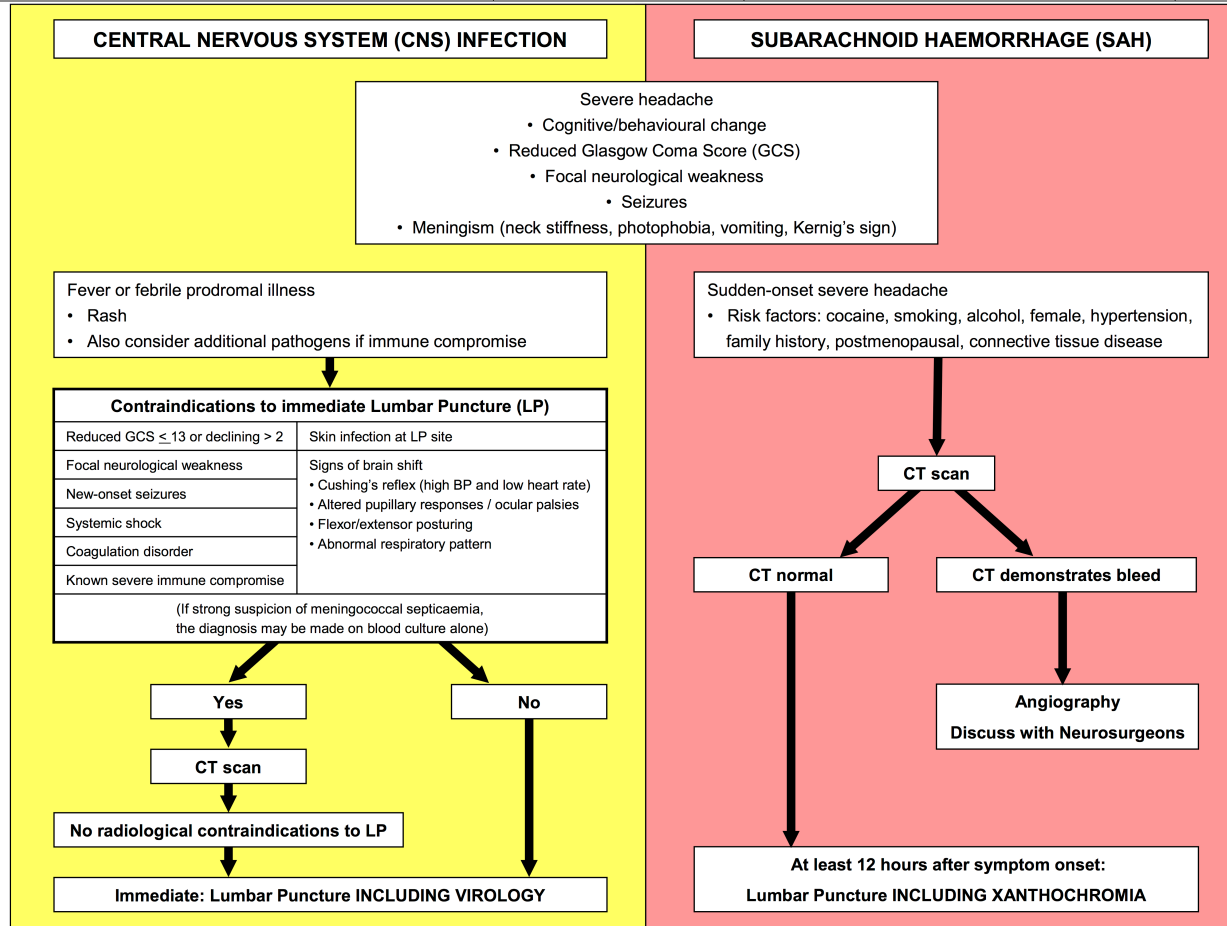 CENTRAL NERVOUS SYSTEM (CNS) INFECTION
SUBARACHNOID HAEMORRHAGE (SAH)
Severe headache
• Cognitive/behavioural change
• Reduced Glasgow Coma Score (GCS)
• Focal neurological weakness
• Seizures
• Meningism (neck stiffness, photophobia, vomiting, Kernig's sign)
Fever or febrile prodromal illness
• Rash
• Also consider additional pathogens if immune compromise
Contraindications to immediate Lumbar Puncture (LP)
Reduced GCS < 13 or declining > 2
Focal neurological weakness
New-onset seizures
Systemic shock
Coagulation disorder
Known severe immune compromise
Skin infection at LP site
Signs of brain shift
• Cushing's reflex (high BP and low heart rate)
• Altered pupillary responses / ocular palsies
• Flexor/extensor posturing
• Abnormal respiratory pattern
(If strong suspicion of meningococcal septicaemia,
the diagnosis may be made on blood culture alone)
Yes
No
CT scan
No radiological contraindications to LP
Immediate: Lumbar Puncture INCLUDING VIROLOGY
Sudden-onset severe headache
• Risk factors: cocaine, smoking, alcohol, female, hypertension,
family history, postmenopausal, connective tissue disease
CT scan
CT normal
CT demonstrates bleed
Angiography
Discuss with Neurosurgeons
At least 12 hours after symptom onset:
Lumbar Puncture INCLUDING XANTHOCHROMIA